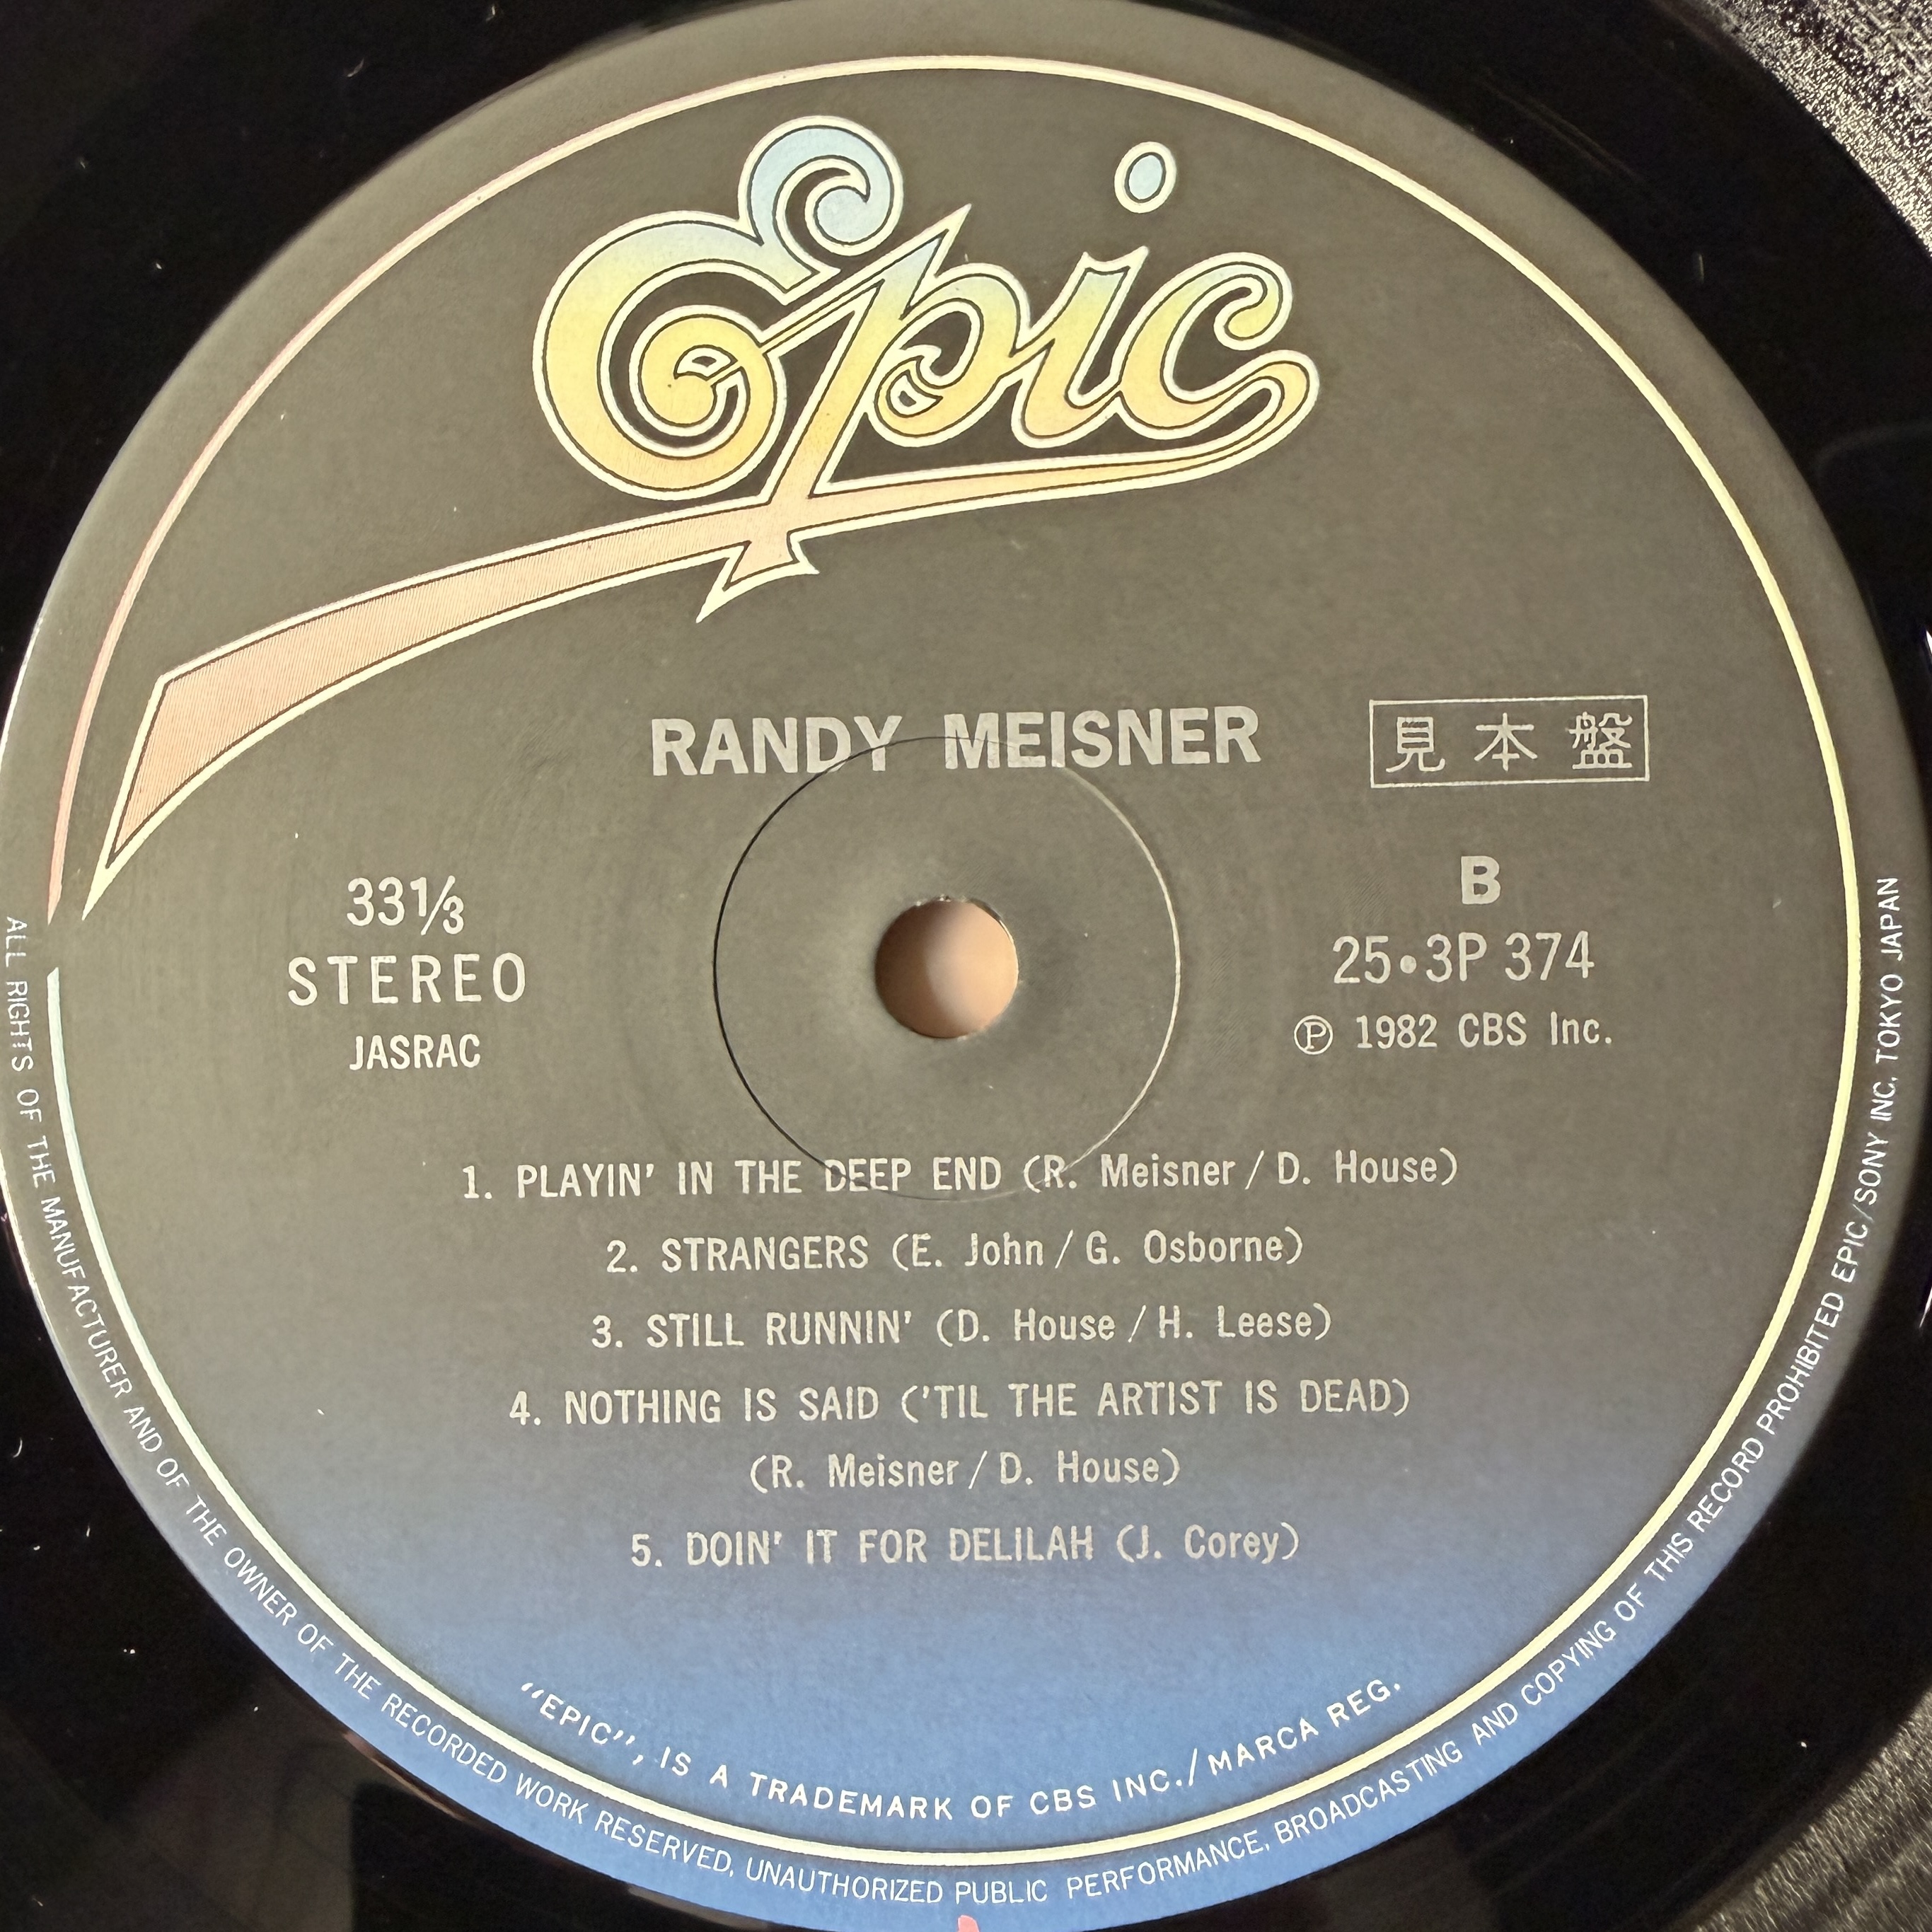 Epic
RANDY MEISNER
見本盤
33 1/3
STEREO
JASRAC
B
25•3P 374
Ⓟ 1982 CBS Inc.
1. PLAYIN' IN THE DEEP END (R. Meisner / D. House)
2. STRANGERS (E. John / G. Osborne)
3. STILL RUNNIN' (D. House / H. Leese)
4. NOTHING IS SAID ('TIL THE ARTIST IS DEAD)
(R. Meisner / D. House)
5. DOIN' IT FOR DELILAH (J. Corey)
"EPIC", IS A TRADEMARK OF CBS INC./MARCA REG.
ALL RIGHTS OF THE MANUFACTURER AND OF THE OWNER OF THE RECORDED WORK RESERVED, UNAUTHORIZED PUBLIC PERFORMANCE, BROADCASTING AND COPYING OF THIS RECORD PROHIBITED EPIC/SONY INC, TOKYO JAPAN